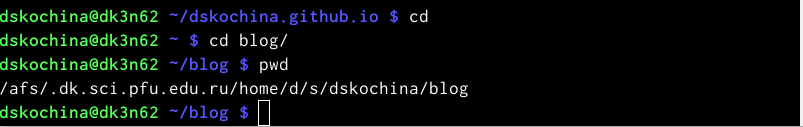 dskochina@dk3n62 ~/dskochina.github.io $ cd
dskochina@dk3n62 ~ $ cd blog/
dskochina@dk3n62 ~/blog $ pwd
/afs/.dk.sci.pfu.edu.ru/home/d/s/dskochina/blog
dskochina@dk3n62 ~/blog $